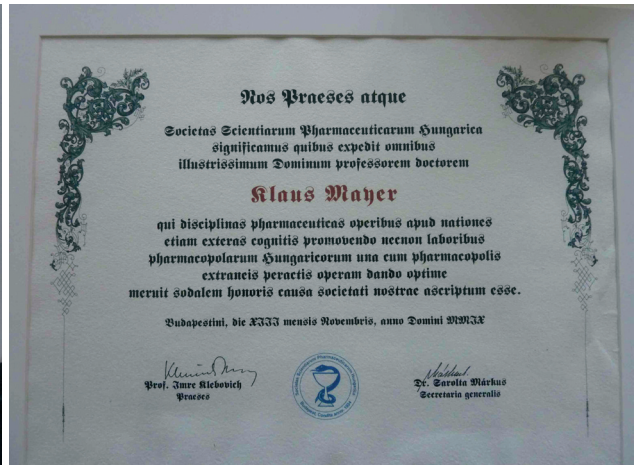 Nos Praeses atque
Societas Scientiarum Pharmaceuticarum Hungarica
significamus quibus expedit omnibus
illustrissimum Dominum professorem doctorem
Klaus Mayer
qui disciplinas pharmaceuticas operibus apud nationes
etiam exteras cognitis promovendo necnon laboribus
pharmacopolarum Hungaricorum una cum pharmacopolis
extraneis peractis operam dando optime
meruit sodalem honoris causa societati nostrae ascriptum esse.
Budapestini, die XIII mensis Novembris, anno Domini MMIX
Prof. Imre Klebovich
Praeses
Dr. Sarolta Márkus
Secretaria generalis